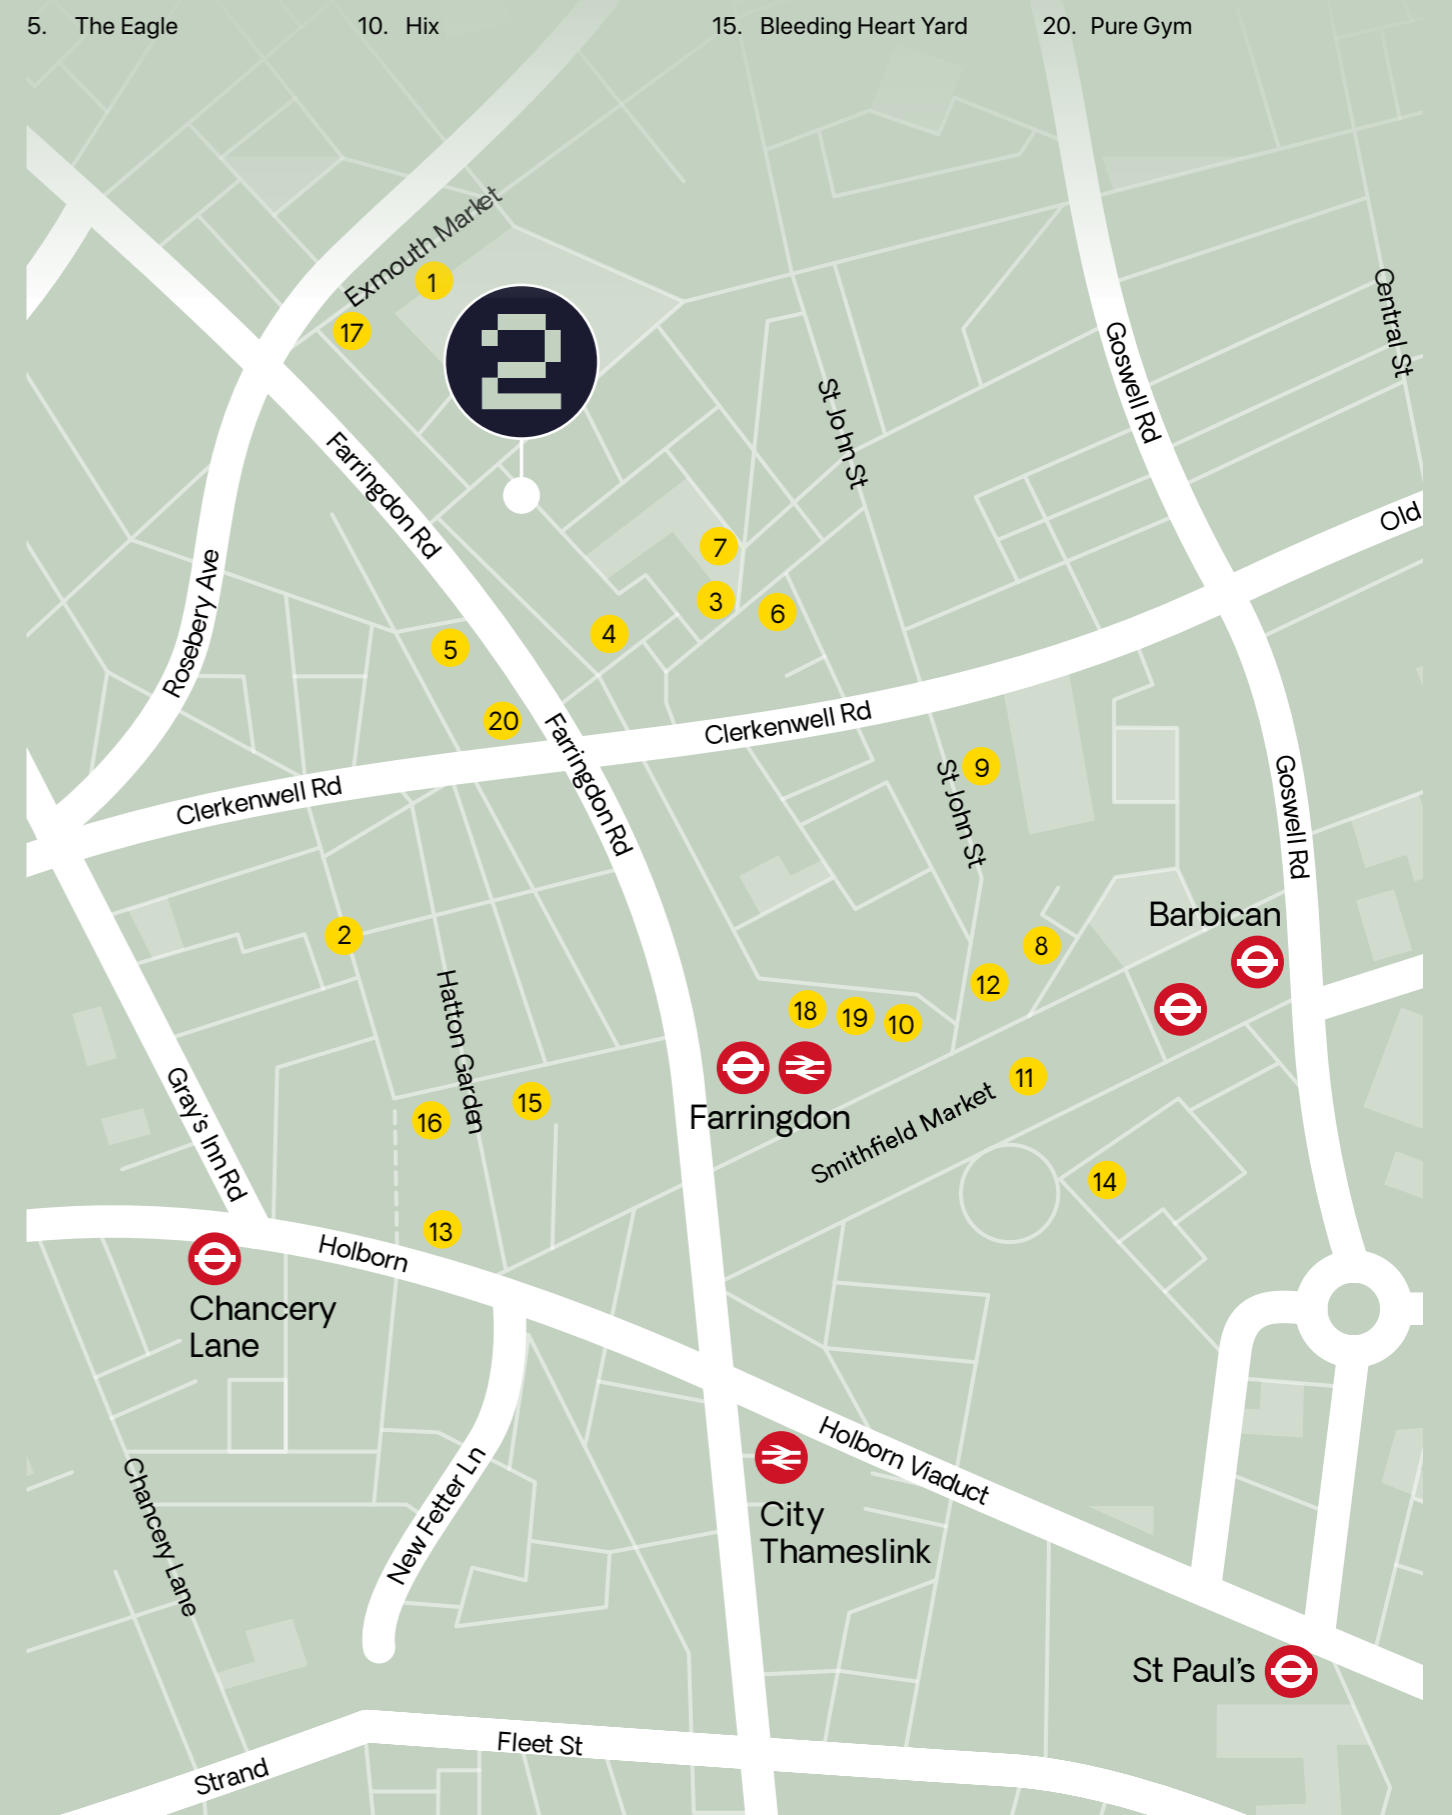 5. The Eagle
10. Hix
15. Bleeding Heart Yard
20. Pure Gym
Exmouth Market
1
17
2
Central St
Goswell Rd
St John St
Farringdon Rd
Old
7
3
6
4
5
Rosebery Ave
20
Clerkenwell Rd
Farringdon Rd
Clerkenwell Rd
9
St John St
Goswell Rd
Barbican
2
8
12
Hatton Garden
18
19
10
Farringdon
11
Smithfield Market
Gray's Inn Rd
16
15
14
13
Holborn
Chancery
Lane
Holborn Viaduct
New Fetter Ln
City
Thameslink
Chancery Lane
St Paul's
Fleet St
Strand